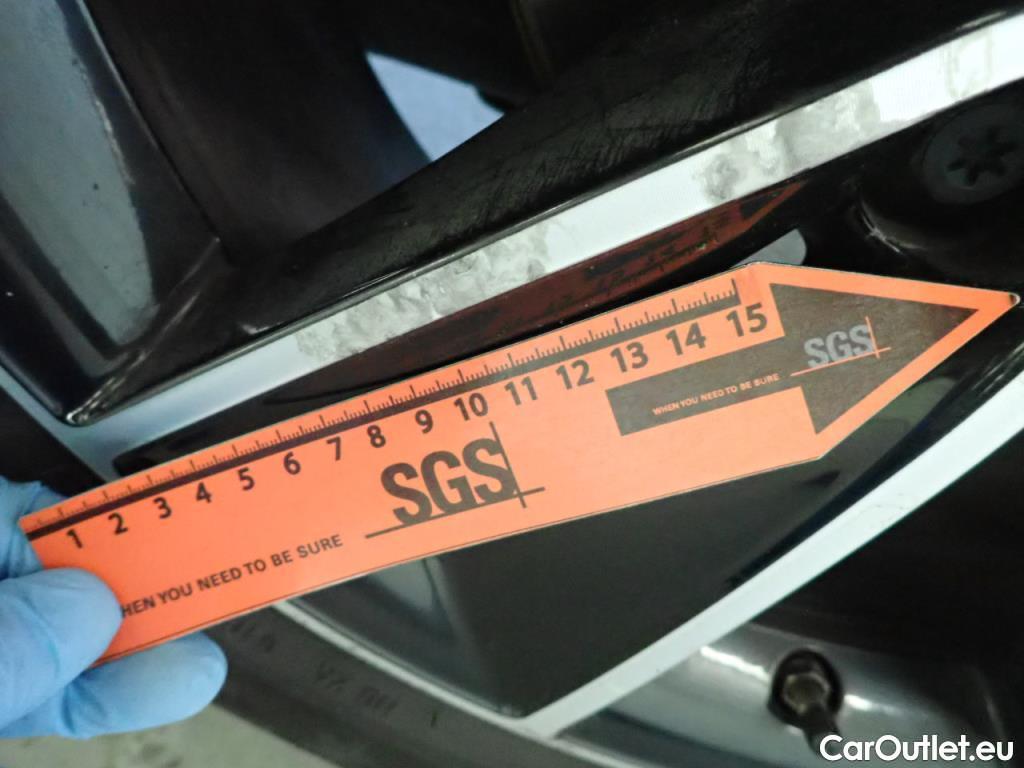 1 2 3 4 5 6 7 8 9 10 11 12 13 14 15
SGS
WHEN YOU NEED TO BE SURE
SGS
HEN YOU NEED TO BE SURE
CarOutlet.eu